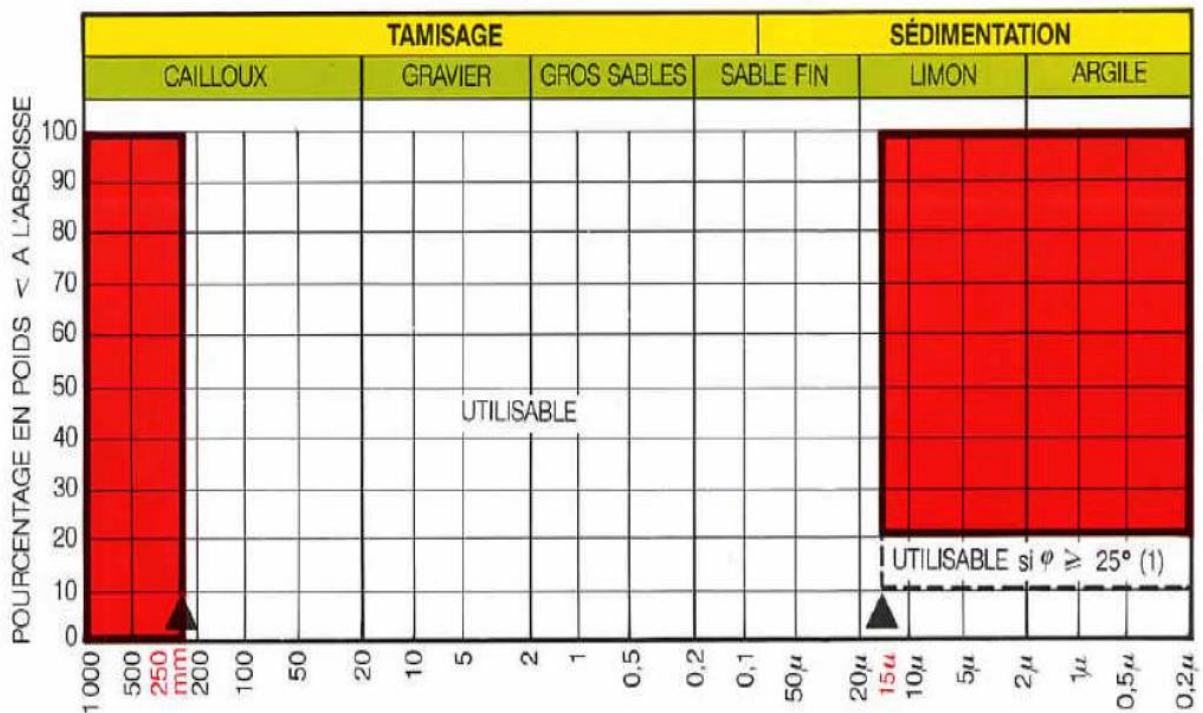 TAMISAGE SÉDIMENTATION
CAILLOUX GRAVIER GROS SABLES SABLE FIN LIMON ARGILE
POURCENTAGE EN POIDS < A L'ABSCISSE
100
90
80
70
60
50
40
30
20
10
0
UTILISABLE
UTILISABLE si φ ⩾ 25° (1)
1 000 500 250 mm 200 100 50 20 10 5 2 1 0,5 0,2 0,1 50µ 20µ 15µ 10µ 5µ 2µ 1µ 0,5µ 0,2µ